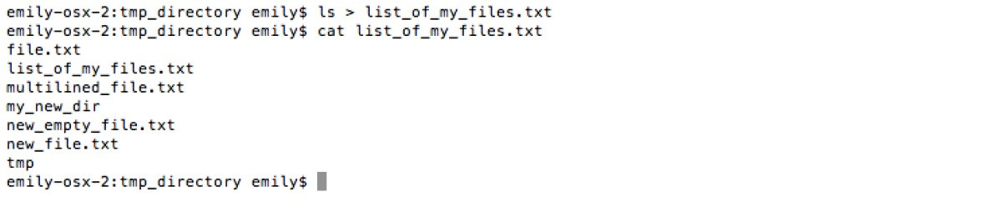 emily-osx-2:tmp_directory emily$ ls > list_of_my_files.txt
emily-osx-2:tmp_directory emily$ cat list_of_my_files.txt
file.txt
list_of_my_files.txt
multilined_file.txt
my_new_dir
new_empty_file.txt
new_file.txt
tmp
emily-osx-2:tmp_directory emily$